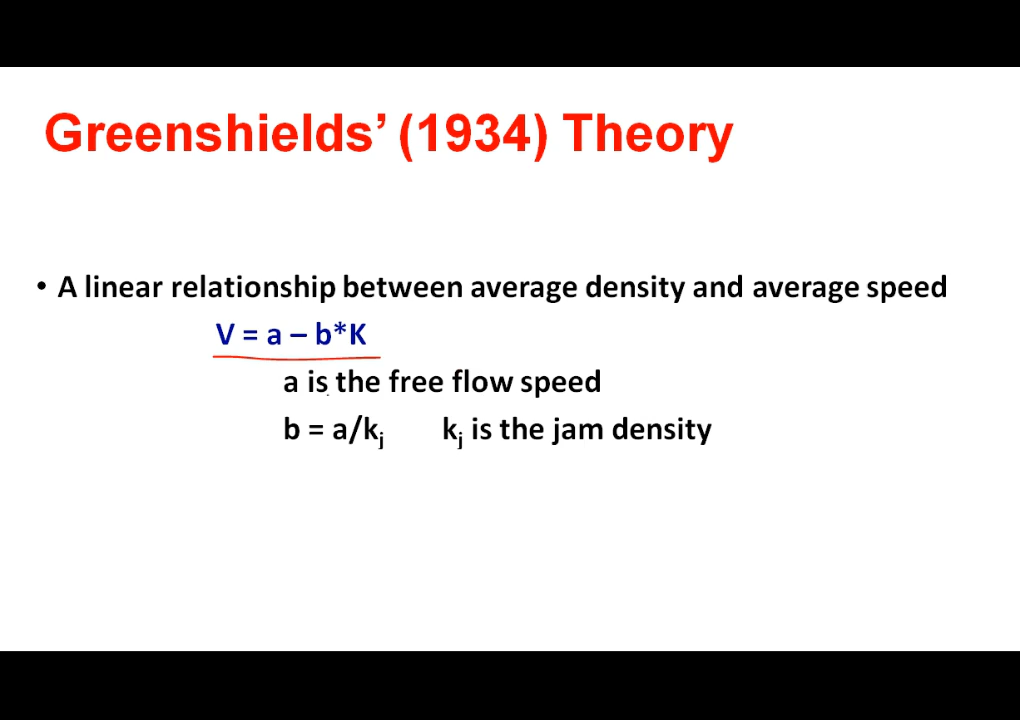 Greenshields’ (1934) Theory
• A linear relationship between average density and average speed
V = a – b*K
a is the free flow speed
b = a/kj kj is the jam density